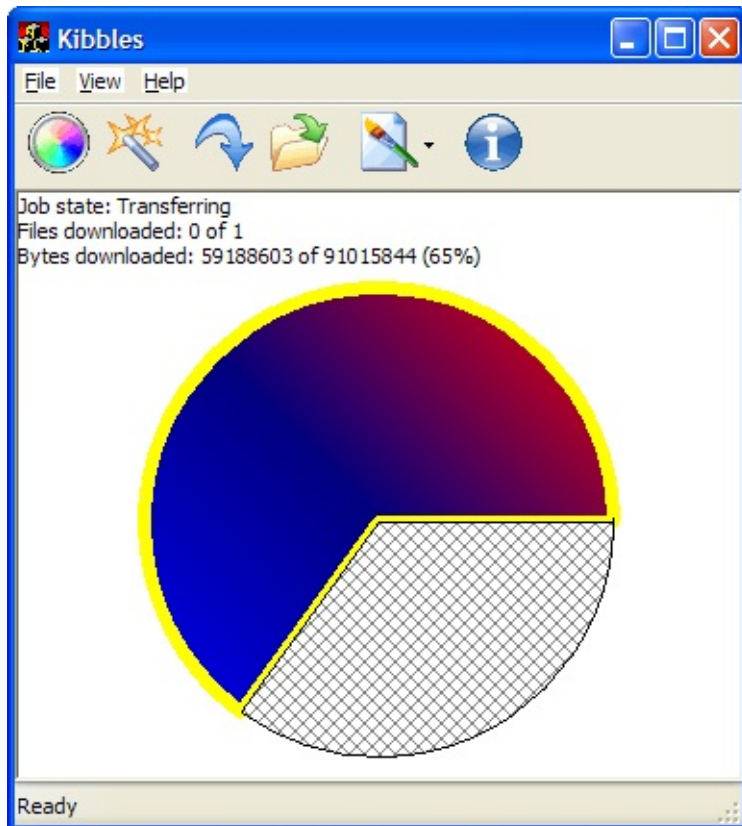 Kibbles
File View Help
Job state: Transferring
Files downloaded: 0 of 1
Bytes downloaded: 59188603 of 91015844 (65%)
Ready